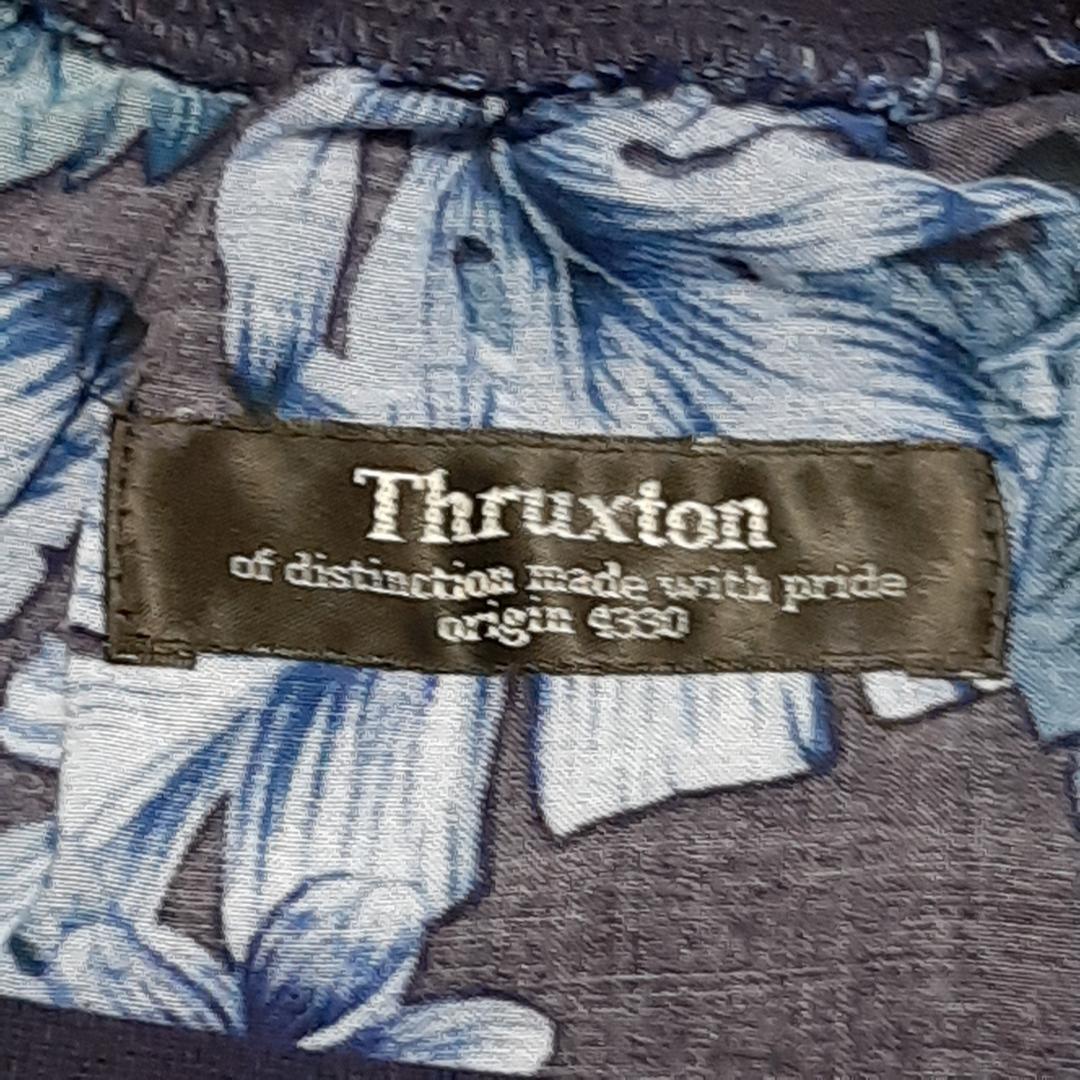 Thruxton
of distinction made with pride
origin 4330